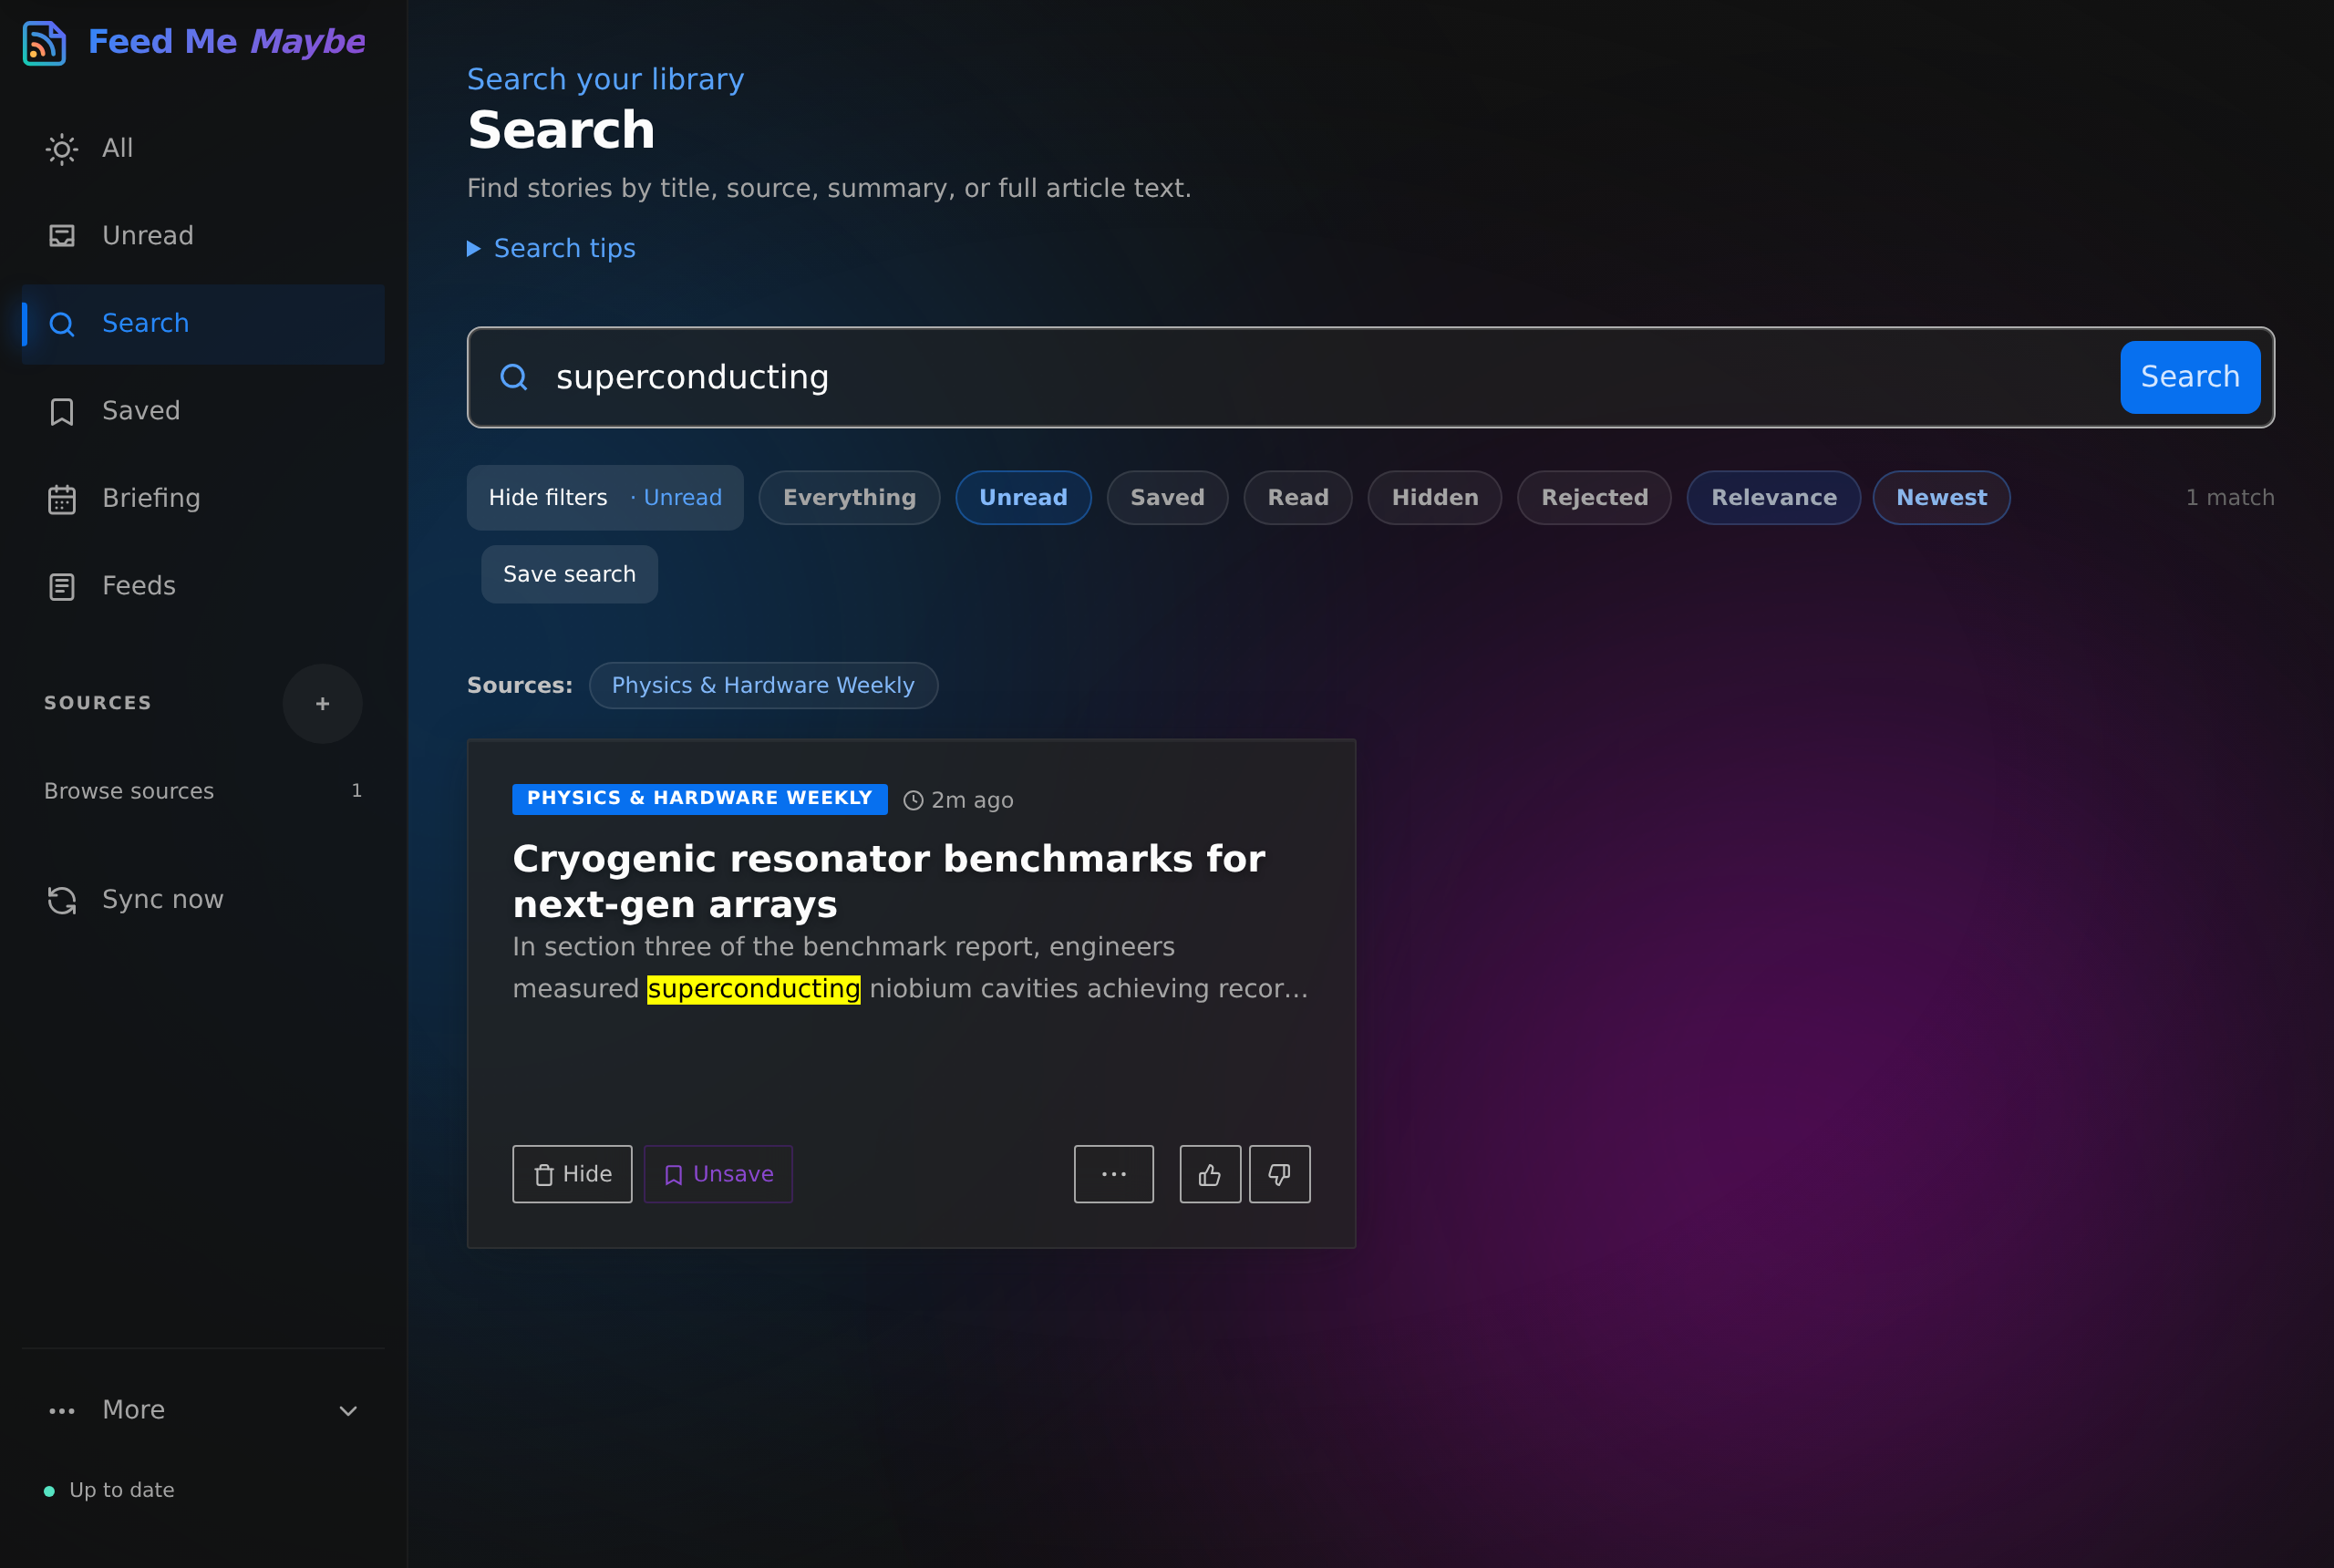 Feed Me Maybe
All
Unread
Search
Saved
Briefing
Feeds
SOURCES
+
Browse sources 1
Sync now
More
Up to date
Search your library
Search
Find stories by title, source, summary, or full article text.
Search tips
superconducting Search
Hide filters · Unread Everything Unread Saved Read Hidden Rejected Relevance Newest 1 match
Save search
Sources: Physics & Hardware Weekly
PHYSICS & HARDWARE WEEKLY 2m ago
Cryogenic resonator benchmarks for
next-gen arrays
In section three of the benchmark report, engineers
measured superconducting niobium cavities achieving recor...
Hide Unsave ...